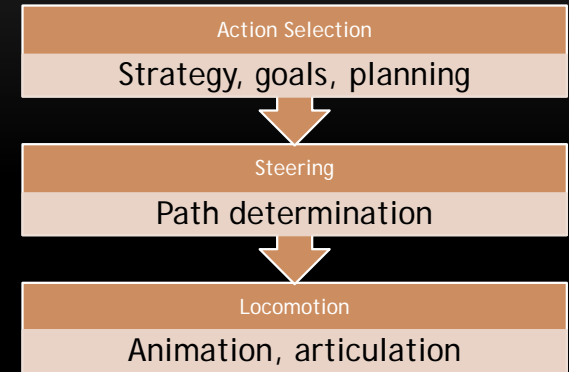 Action Selection
Strategy, goals, planning
Steering
Path determination
Locomotion
Animation, articulation